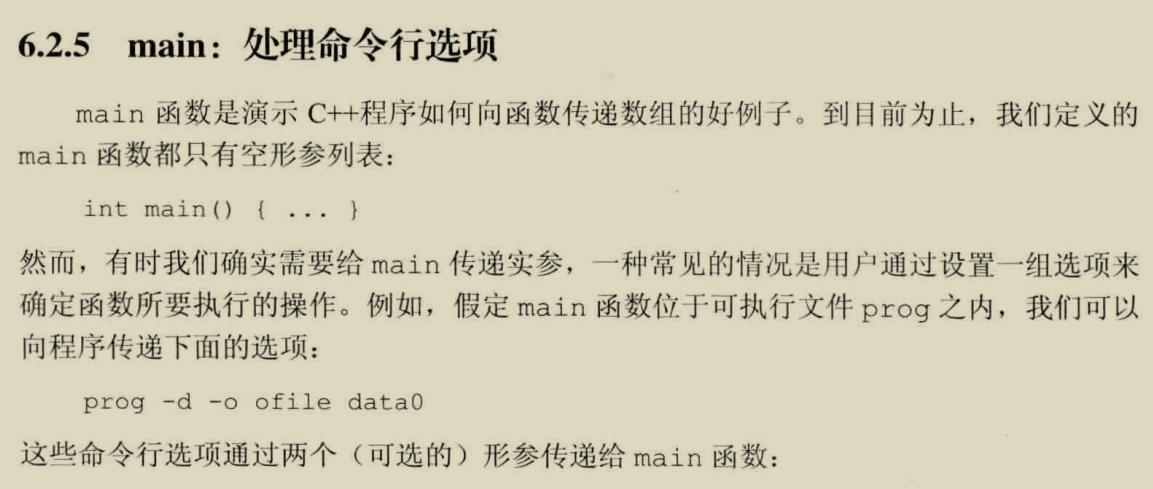 6.2.5 main：处理命令行选项
main 函数是演示 C++程序如何向函数传递数组的好例子。到目前为止，我们定义的
main 函数都只有空形参列表：
int main() { ... }
然而，有时我们确实需要给 main 传递实参，一种常见的情况是用户通过设置一组选项来
确定函数所要执行的操作。例如，假定 main 函数位于可执行文件 prog 之内，我们可以
向程序传递下面的选项：
prog -d -o ofile data0
这些命令行选项通过两个（可选的）形参传递给 main 函数：